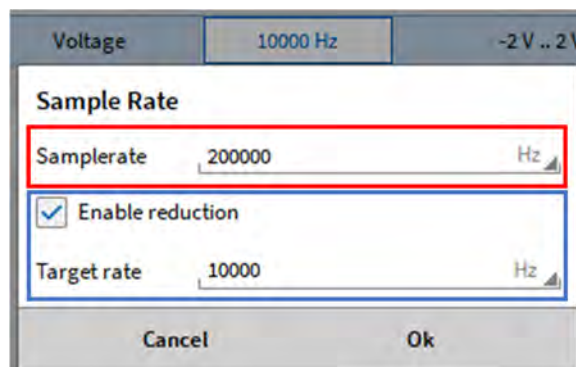 Voltage 10000 Hz -2 V .. 2 V
Sample Rate
Samplerate 200000 Hz
Enable reduction
Target rate 10000 Hz
Cancel Ok